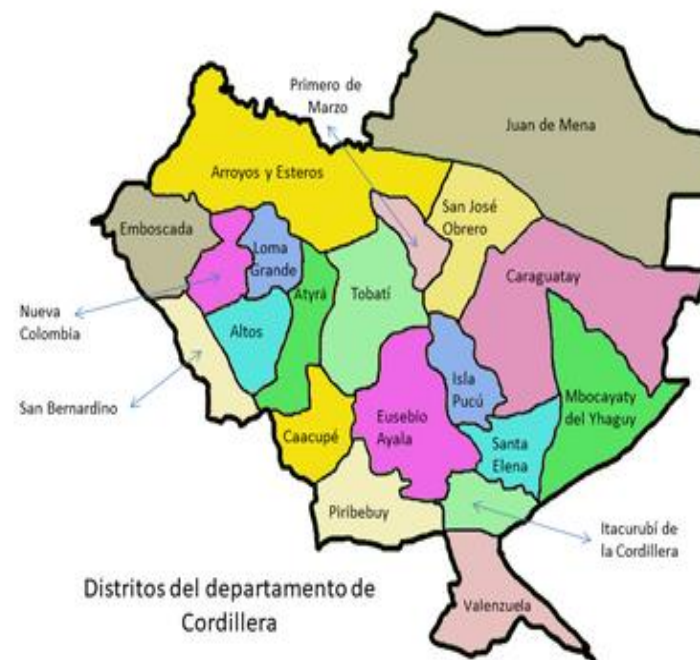 Primero de
Marzo
Juan de Mena
Arroyos y Esteros
San José
Obrero
Emboscada
Loma
Grande
Caraguatay
Atyrá
Tobatí
Nueva
Colombia
Altos
Isla
Pucú
Mbocayaty
del Yhaguy
San Bernardino
Caacupé
Eusebio
Ayala
Santa
Elena
Piribebuy
Itacurubí de
la Cordillera
Distritos del departamento de
Cordillera
Valenzuela